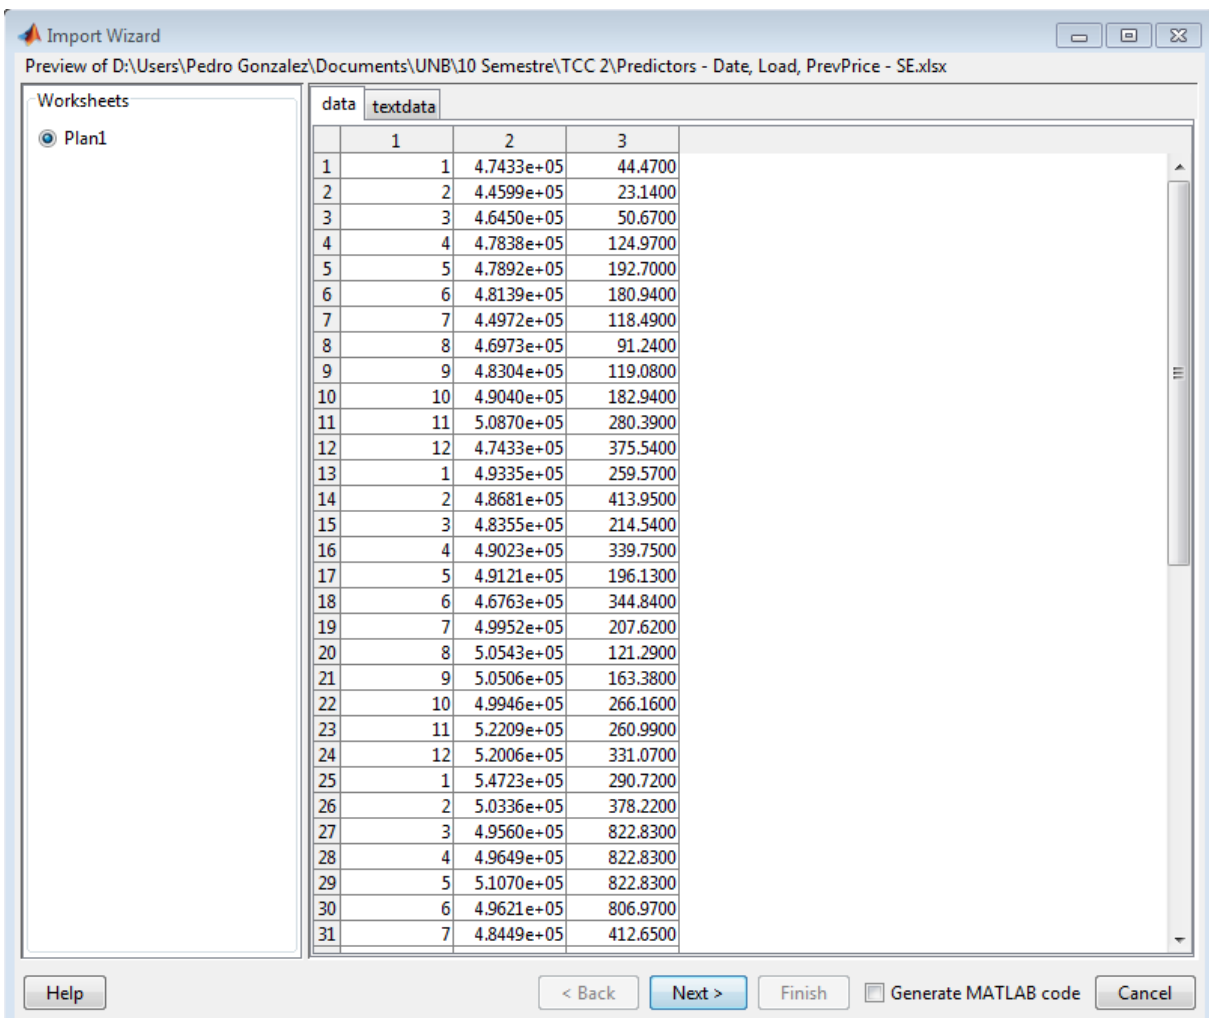 Import Wizard
Preview of D:\Users\Pedro Gonzalez\Documents\UNB\10 Semestre\TCC 2\Predictors - Date, Load, PrevPrice - SE.xlsx
Worksheets
Plan1
data textdata
1 2 3
1 1 4.7433e+05 44.4700
2 2 4.4599e+05 23.1400
3 3 4.6450e+05 50.6700
4 4 4.7838e+05 124.9700
5 5 4.7892e+05 192.7000
6 6 4.8139e+05 180.9400
7 7 4.4972e+05 118.4900
8 8 4.6973e+05 91.2400
9 9 4.8304e+05 119.0800
10 10 4.9040e+05 182.9400
11 11 5.0870e+05 280.3900
12 12 4.7433e+05 375.5400
13 1 4.9335e+05 259.5700
14 2 4.8681e+05 413.9500
15 3 4.8355e+05 214.5400
16 4 4.9023e+05 339.7500
17 5 4.9121e+05 196.1300
18 6 4.6763e+05 344.8400
19 7 4.9952e+05 207.6200
20 8 5.0543e+05 121.2900
21 9 5.0506e+05 163.3800
22 10 4.9946e+05 266.1600
23 11 5.2209e+05 260.9900
24 12 5.2006e+05 331.0700
25 1 5.4723e+05 290.7200
26 2 5.0336e+05 378.2200
27 3 4.9560e+05 822.8300
28 4 4.9649e+05 822.8300
29 5 5.1070e+05 822.8300
30 6 4.9621e+05 806.9700
31 7 4.8449e+05 412.6500
Help < Back Next > Finish Generate MATLAB code Cancel